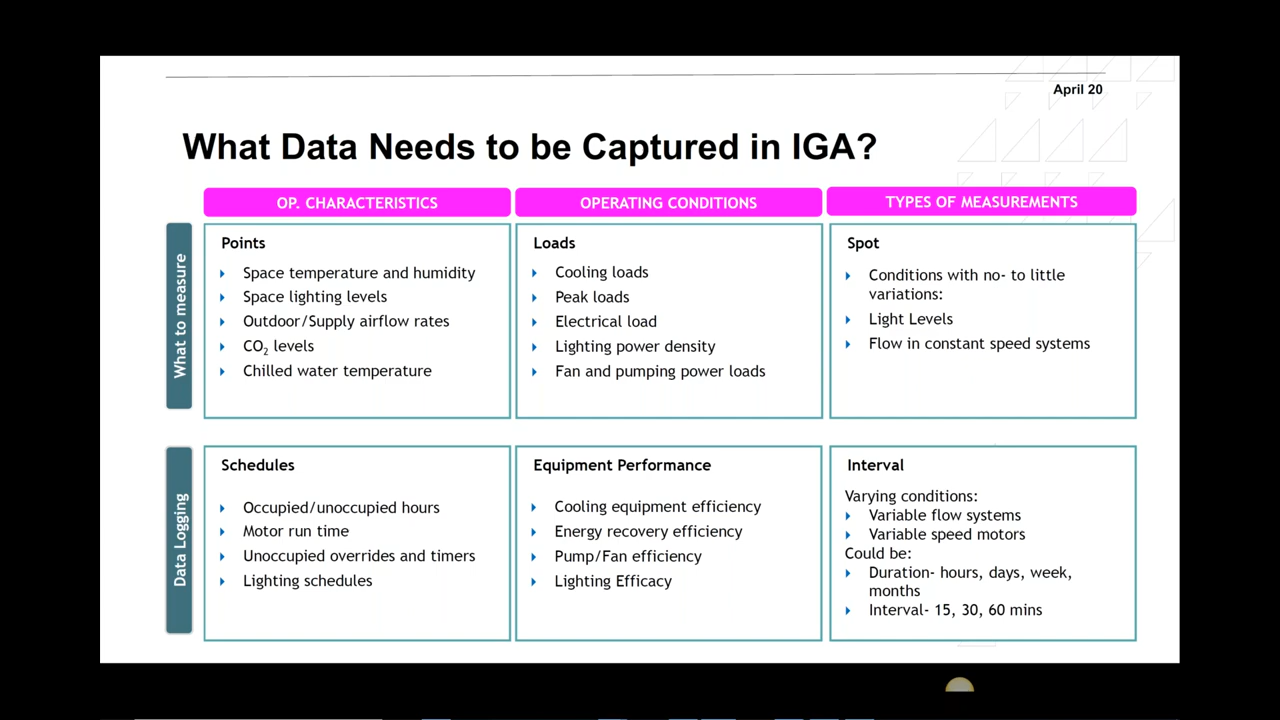 April 20
What Data Needs to be Captured in IGA?
OP. CHARACTERISTICS
OPERATING CONDITIONS
TYPES OF MEASUREMENTS
What to measure
Points
Space temperature and humidity
Space lighting levels
Outdoor/Supply airflow rates
CO₂ levels
Chilled water temperature
Loads
Cooling loads
Peak loads
Electrical load
Lighting power density
Fan and pumping power loads
Spot
Conditions with no- to little
variations:
Light Levels
Flow in constant speed systems
Data Logging
Schedules
Occupied/unoccupied hours
Motor run time
Unoccupied overrides and timers
Lighting schedules
Equipment Performance
Cooling equipment efficiency
Energy recovery efficiency
Pump/Fan efficiency
Lighting Efficacy
Interval
Varying conditions:
Variable flow systems
Variable speed motors
Could be:
Duration- hours, days, week,
months
Interval- 15, 30, 60 mins